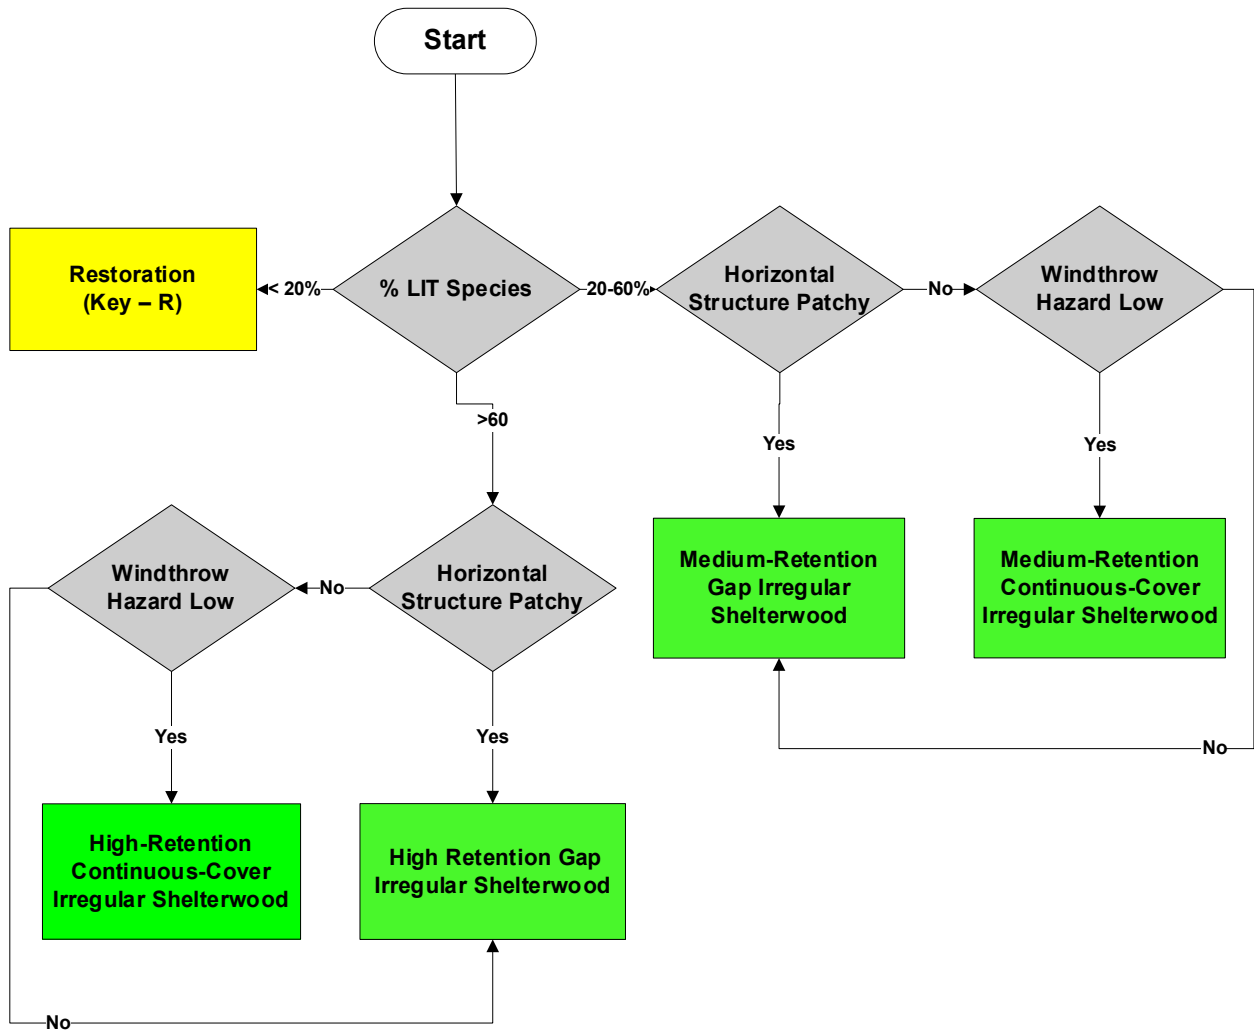 Start
Restoration
(Key – R)
< 20%
% LIT Species
20-60%
Horizontal
Structure Patchy
No
Windthrow
Hazard Low
>60
Yes
Yes
Medium-Retention
Gap Irregular
Shelterwood
Medium-Retention
Continuous-Cover
Irregular Shelterwood
Windthrow
Hazard Low
No
Horizontal
Structure Patchy
Yes
Yes
No
High-Retention
Continuous-Cover
Irregular Shelterwood
High Retention Gap
Irregular Shelterwood
No